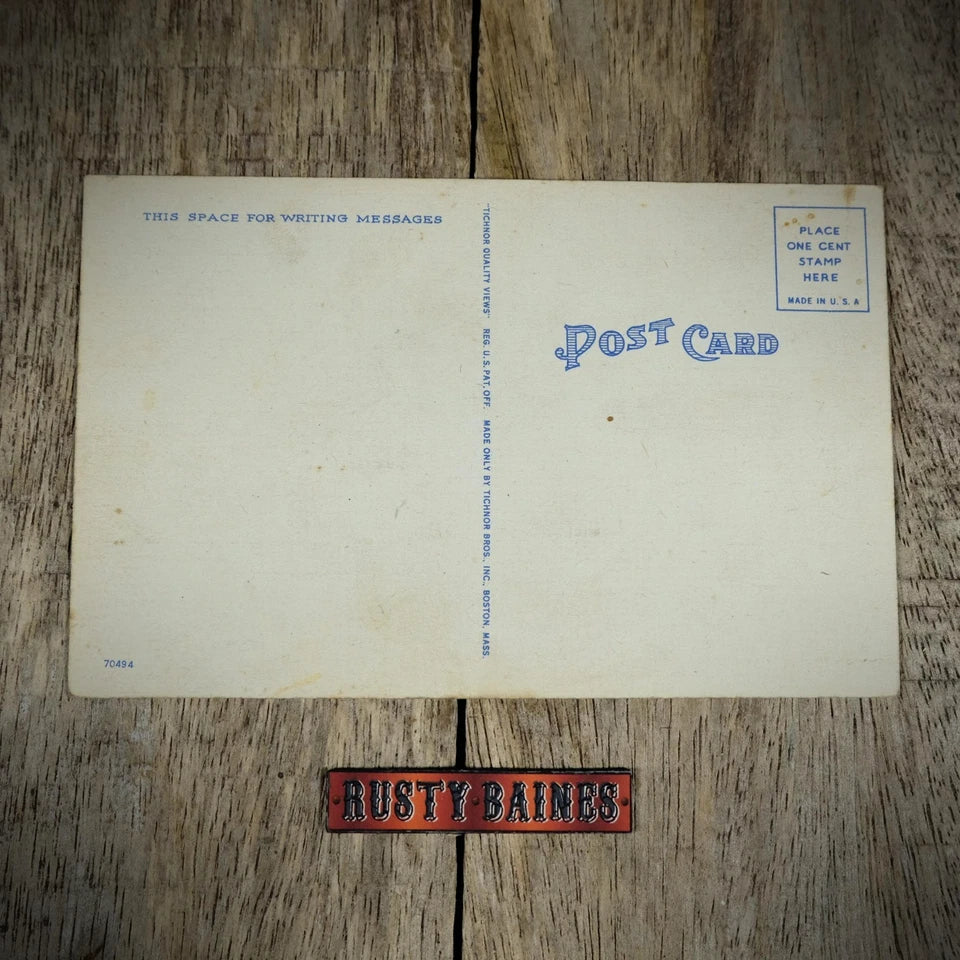 THIS SPACE FOR WRITING MESSAGES
"TICHNOR QUALITY VIEWS" REG. U. S. PAT. OFF. MADE ONLY BY TICHNOR BROS., INC., BOSTON, MASS.
PLACE
ONE CENT
STAMP
HERE
MADE IN U. S. A
POST CARD
70494
RUSTY BAINES